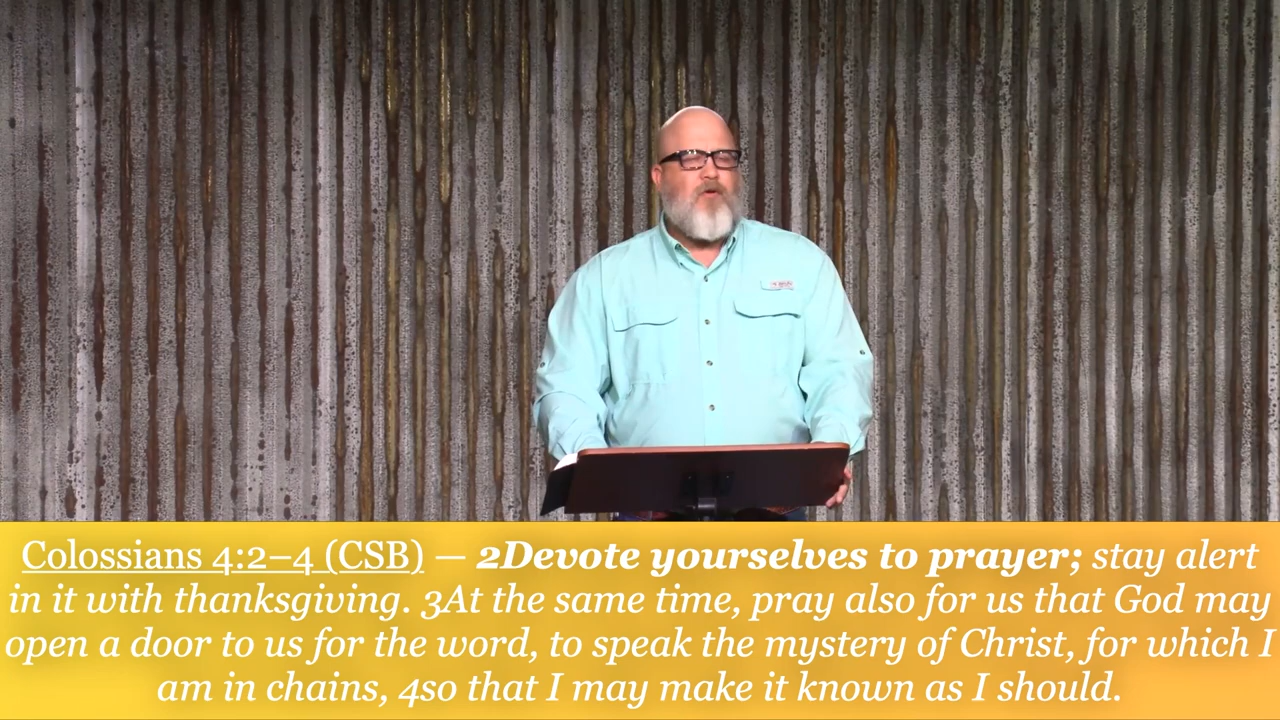 Colossians 4:2–4 (CSB) — 2Devote yourselves to prayer; stay alert
in it with thanksgiving. 3At the same time, pray also for us that God may
open a door to us for the word, to speak the mystery of Christ, for which I
am in chains, 4so that I may make it known as I should.